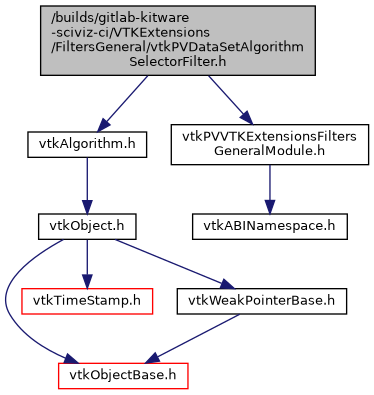 /builds/gitlab-kitware
-sciviz-ci/VTKExtensions
/FiltersGeneral/vtkPVDataSetAlgorithm
SelectorFilter.h
vtkAlgorithm.h
vtkPVVTKExtensionsFilters
GeneralModule.h
vtkObject.h
vtkABINamespace.h
vtkTimeStamp.h
vtkWeakPointerBase.h
vtkObjectBase.h